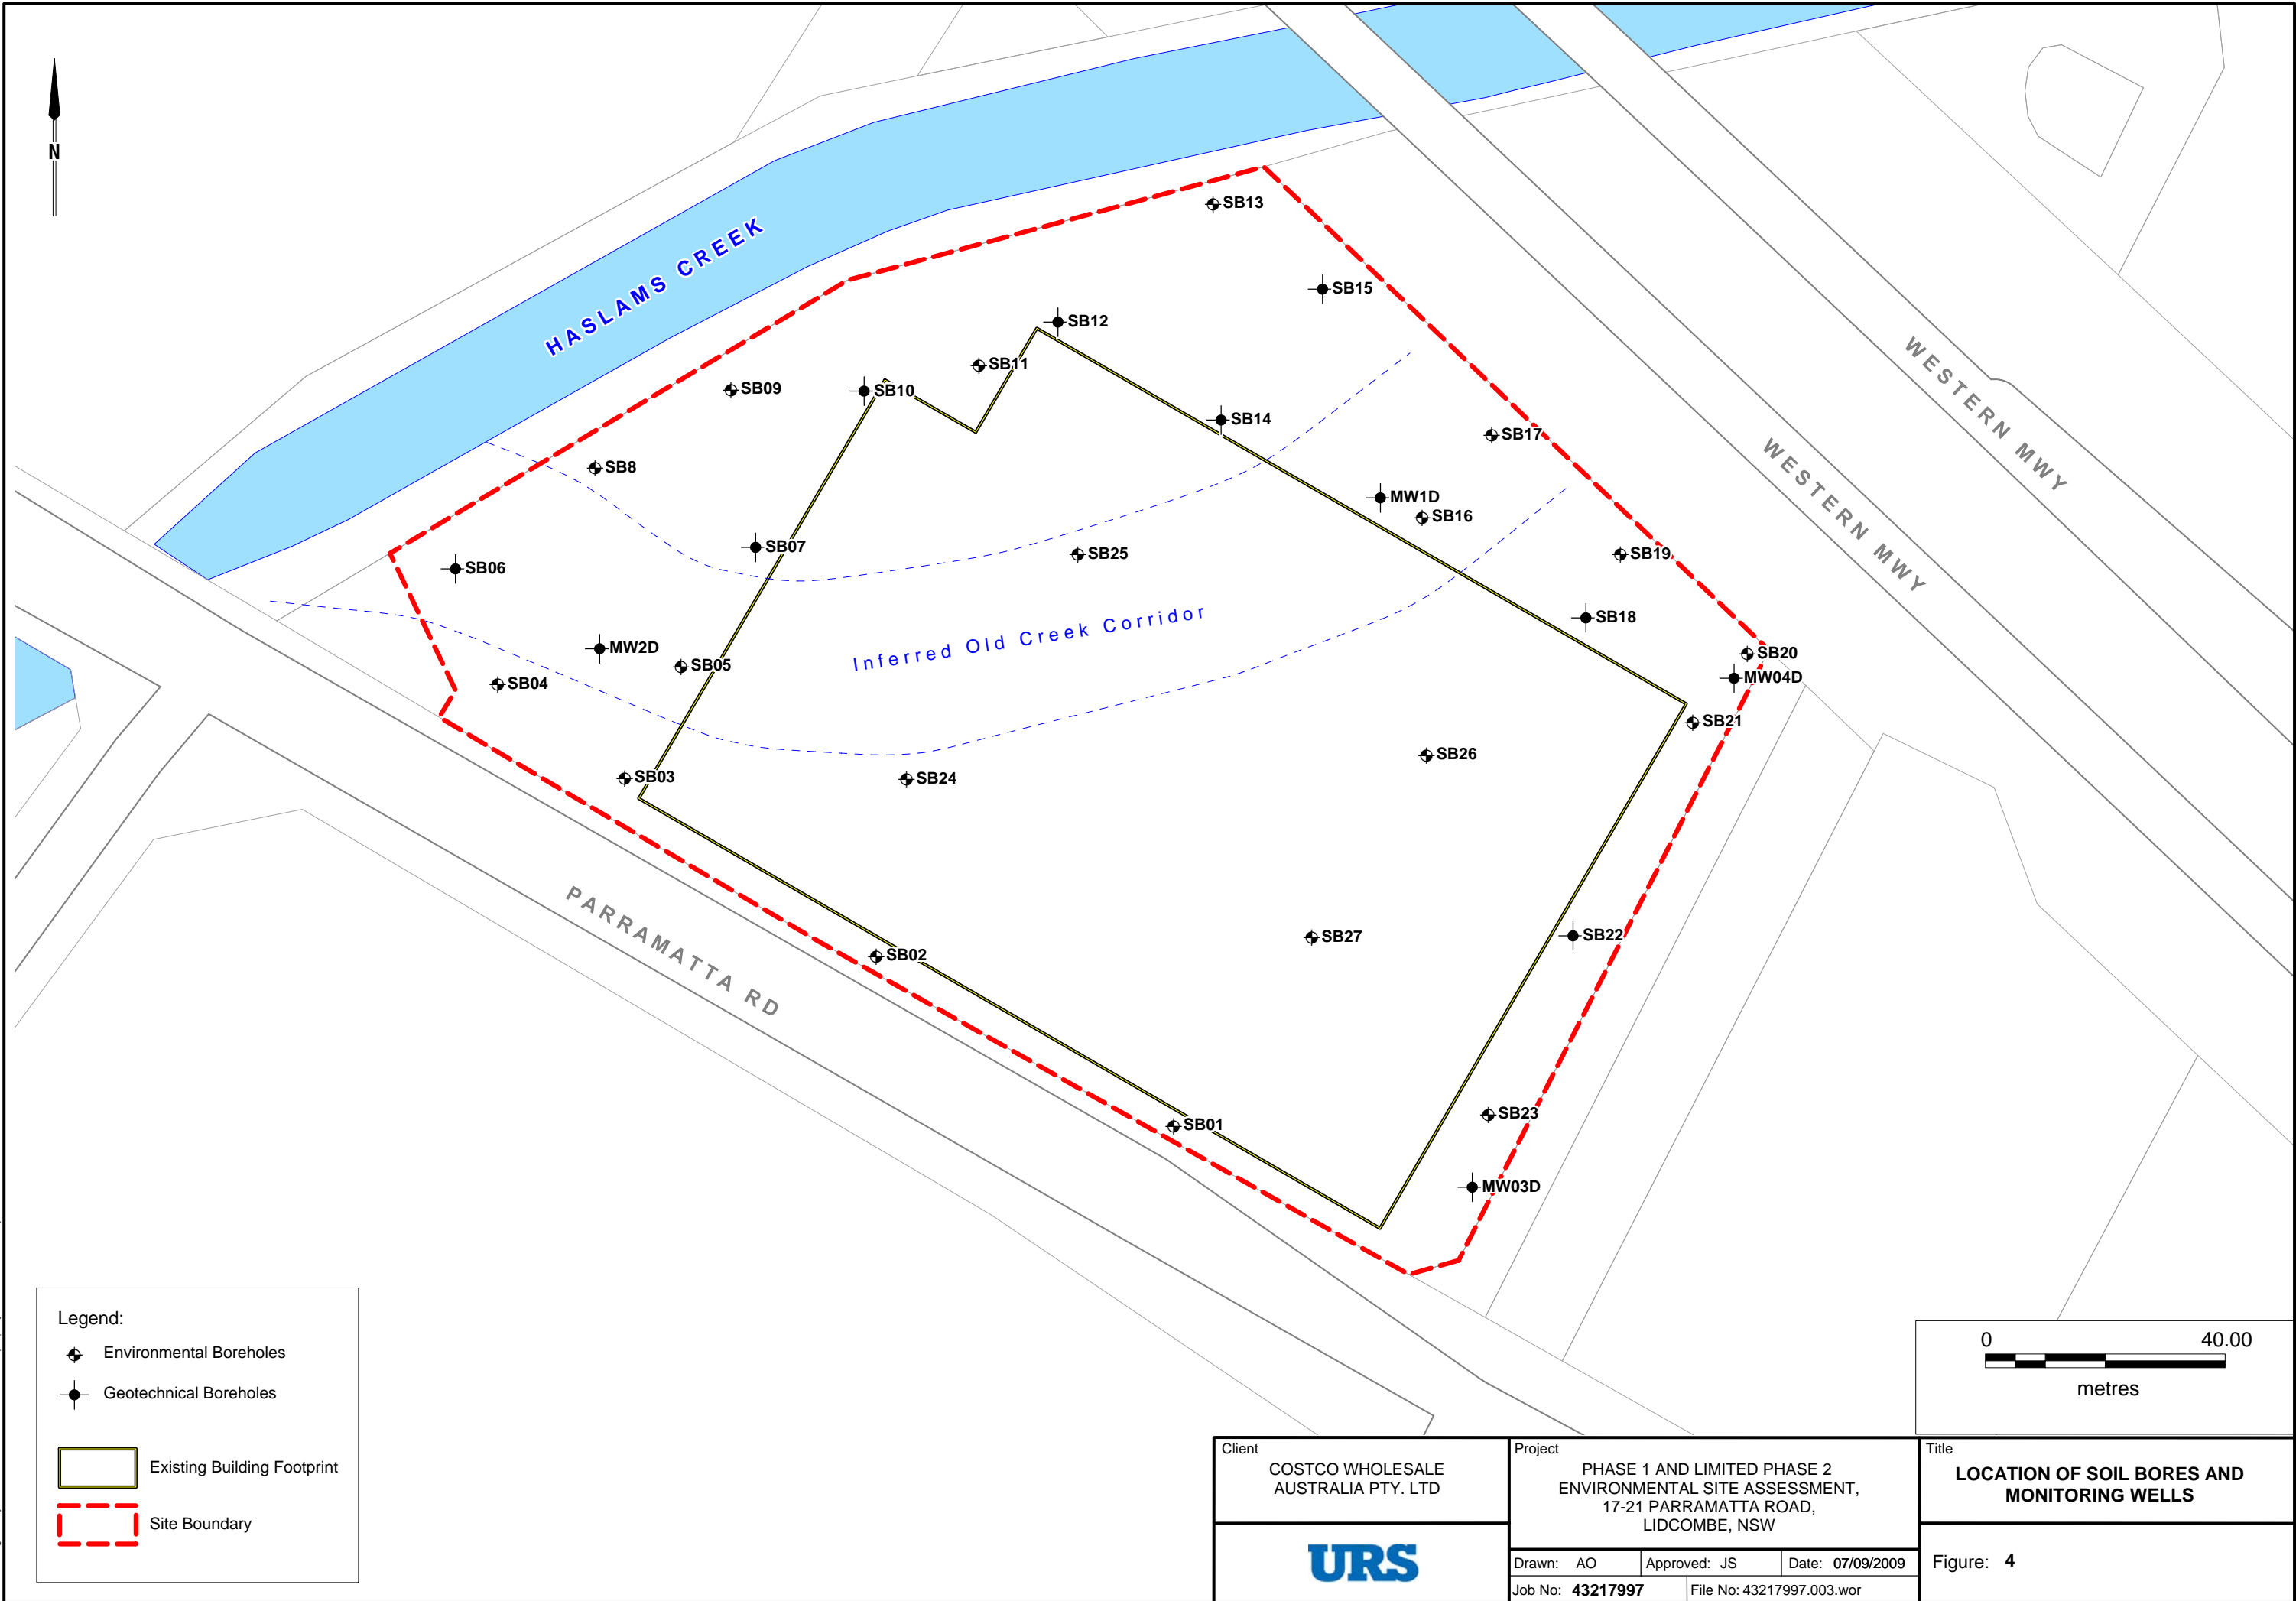 N
HASLAMS CREEK
SB13
SB15
SB12
SB11
SB09
SB10
SB14
SB17
SB8
MW1D
SB16
SB07
SB25
SB19
SB06
SB18
Inferred Old Creek Corridor
MW2D
SB05
SB20
MW04D
SB04
SB21
SB26
SB03
SB24
SB27
SB22
SB02
SB01
SB23
MW03D
WESTERN MWY
WESTERN MWY
PARRAMATTA RD
Legend:
Environmental Boreholes
Geotechnical Boreholes
Existing Building Footprint
Site Boundary
0 40.00
metres
Client
COSTCO WHOLESALE
AUSTRALIA PTY. LTD
URS
Project
PHASE 1 AND LIMITED PHASE 2
ENVIRONMENTAL SITE ASSESSMENT,
17-21 PARRAMATTA ROAD,
LIDCOMBE, NSW
Drawn: AO Approved: JS Date: 07/09/2009
Job No: 43217997 File No: 43217997.003.wor
Title
LOCATION OF SOIL BORES AND
MONITORING WELLS
Figure: 4